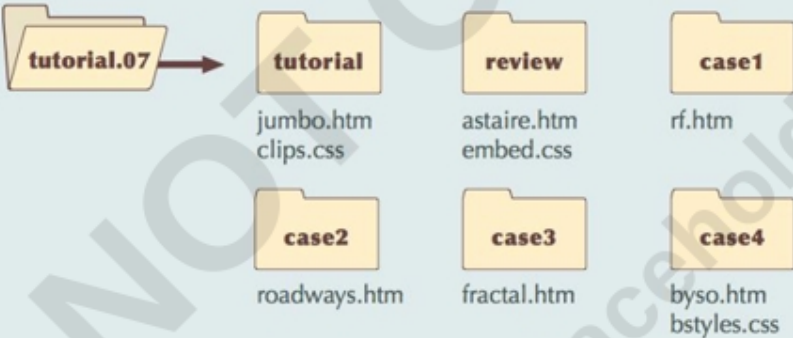 tutorial.07
tutorial
review
case1
jumbo.htm
clips.css
astaire.htm
embed.css
rf.htm
case2
case3
case4
roadways.htm
fractal.htm
byso.htm
bstyles.css
NOT